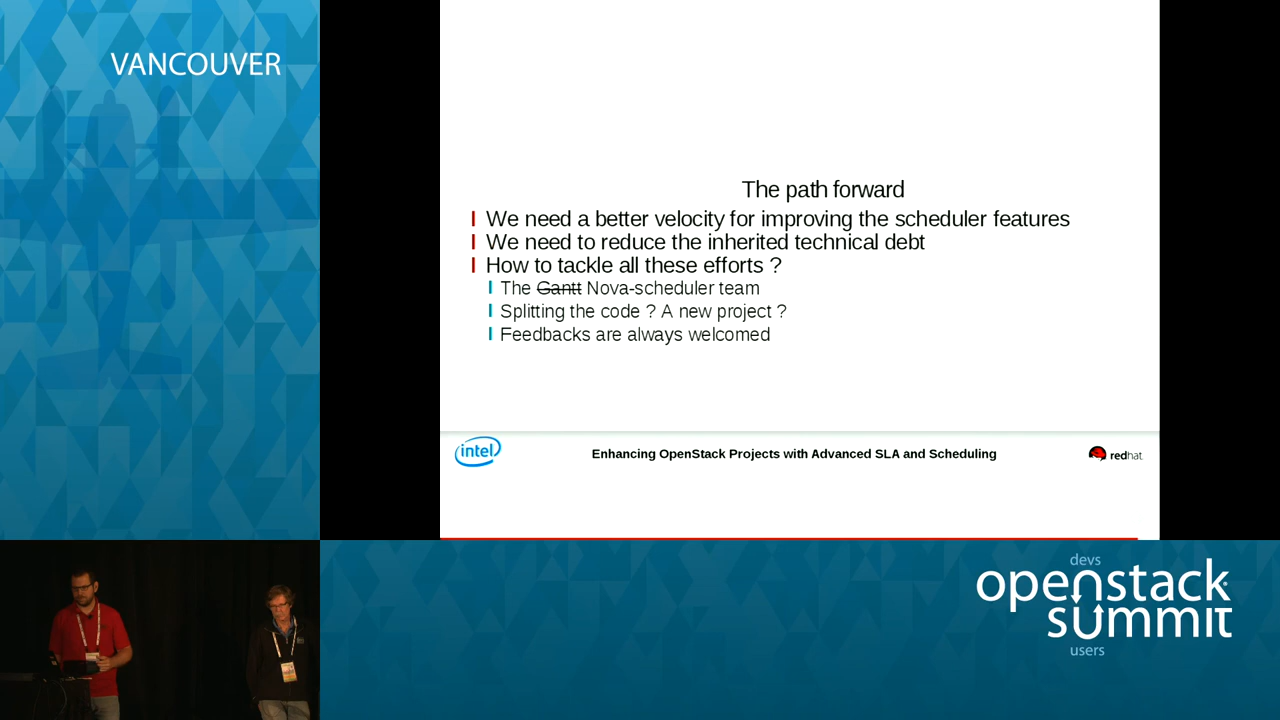 VANCOUVER
The path forward
We need a better velocity for improving the scheduler features
We need to reduce the inherited technical debt
How to tackle all these efforts ?
The Gantt Nova-scheduler team
Splitting the code ? A new project ?
Feedbacks are always welcomed
intel
Enhancing OpenStack Projects with Advanced SLA and Scheduling
redhat
devs
openstack
summit
users